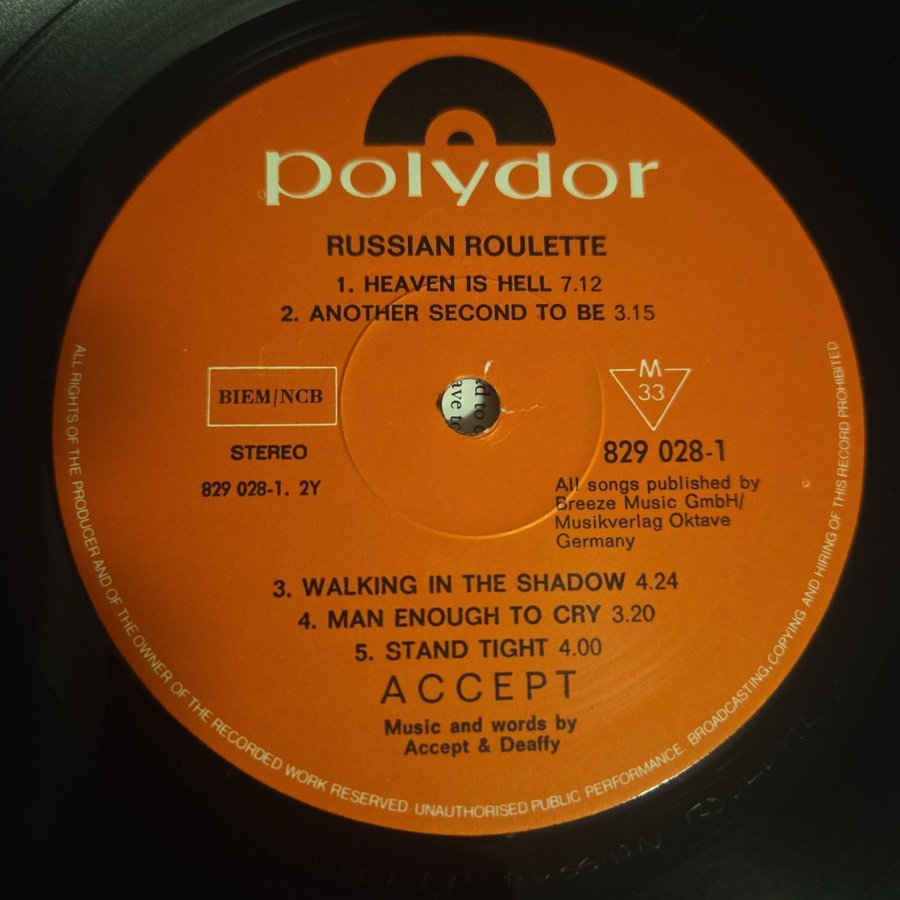 polydor
RUSSIAN ROULETTE
1. HEAVEN IS HELL 7.12
2. ANOTHER SECOND TO BE 3.15
BIEM/NCB
STEREO
829 028-1. 2Y
M
33
829 028-1
All songs published by
Breeze Music GmbH/
Musikverlag Oktave
Germany
3. WALKING IN THE SHADOW 4.24
4. MAN ENOUGH TO CRY 3.20
5. STAND TIGHT 4.00
ACCEPT
Music and words by
Accept & Deaffy
ALL RIGHTS OF THE PRODUCER AND OF THE OWNER OF THE RECORDED WORK RESERVED UNAUTHORISED PUBLIC PERFORMANCE. BROADCASTING, COPYING AND HIRING OF THIS RECORD PROHIBITED
LP RUSSIAN